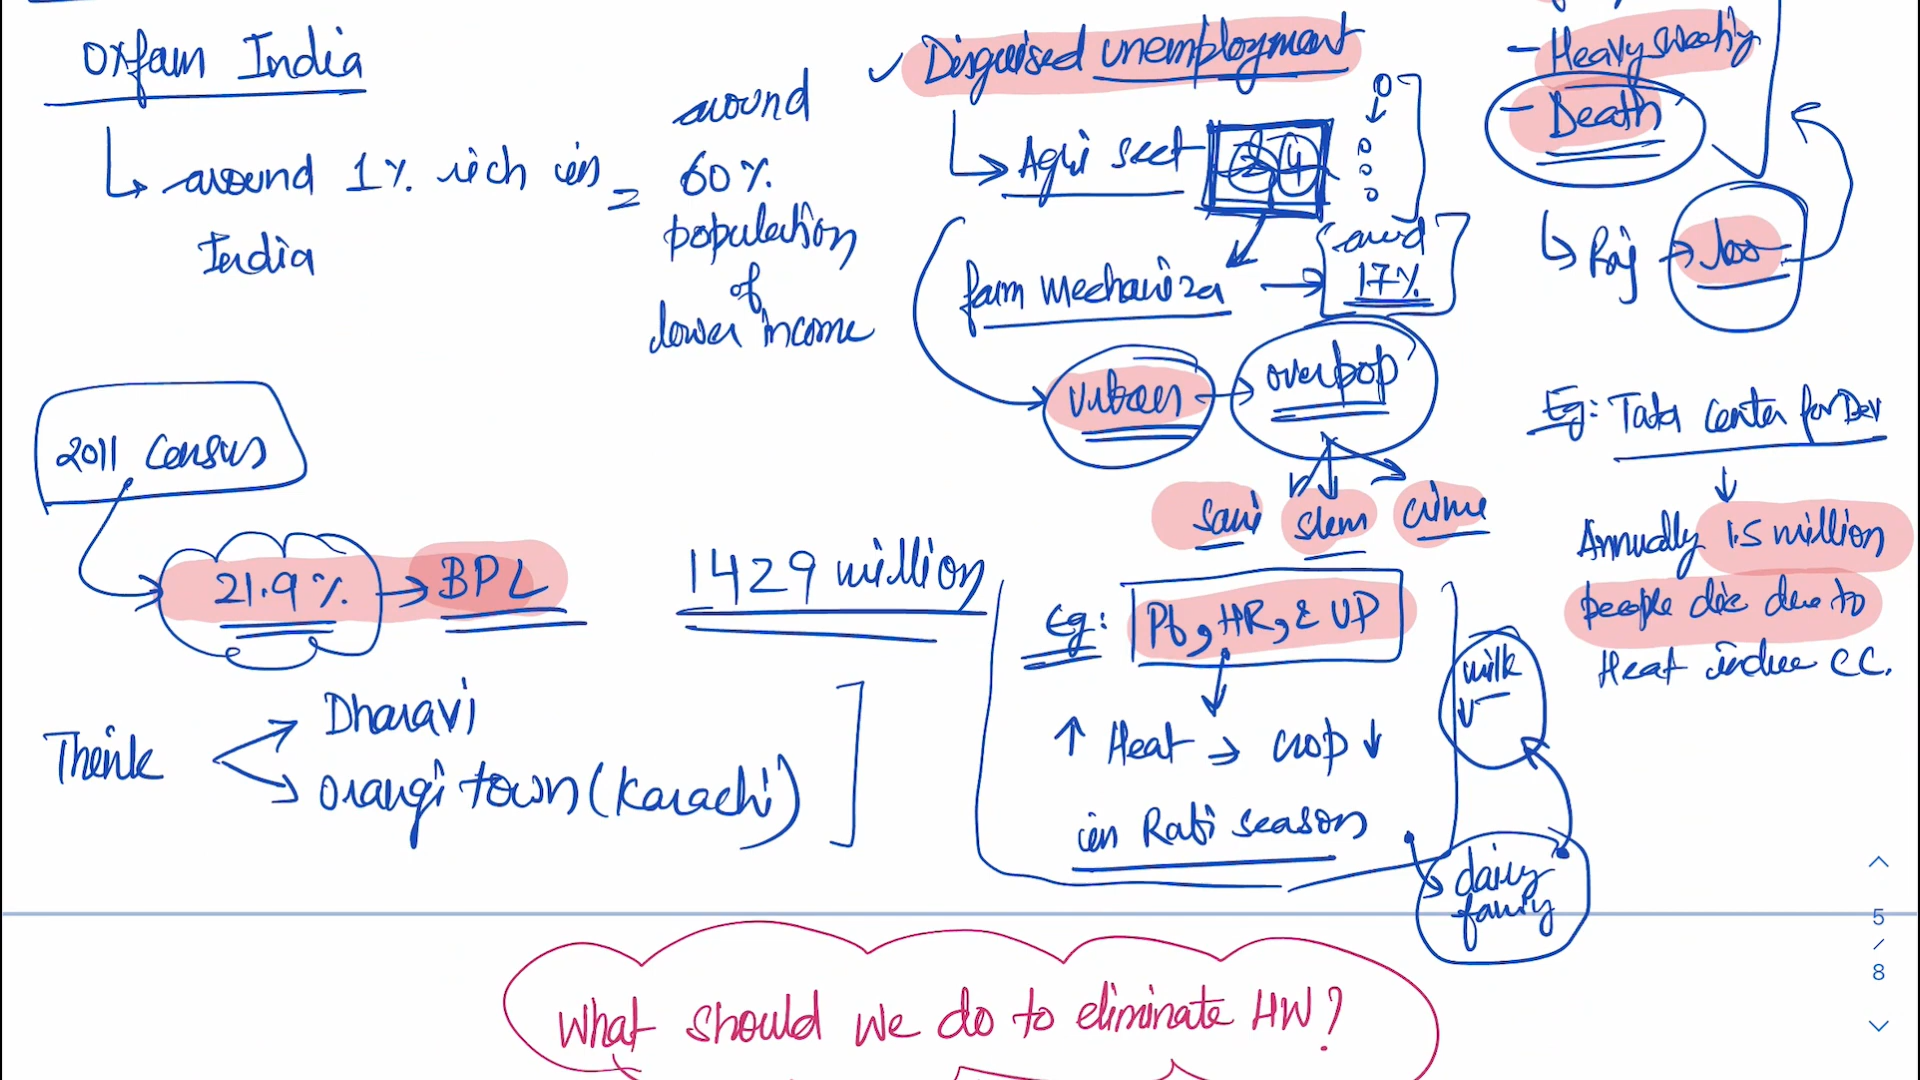 Oxfam India
↳ around 1% rich in
India
=
around
60%
population
of
lower income
2011 Census
21.9% → BPL
1429 million
Think
Dharavi
Orangi town (Karachi)
✓ Disguised unemployment
↳ Agri sect
farm mechaniza → around
17%
urban → overpop
sani slum crime
Eg: Pb, HR, & UP
↑ Heat → crop ↓
in Rabi season
milk
dairy
- Heavy sweating
- Death
↳ Raj → loo
Eg: Tata Center for Dev
↓
Annually 1.5 million
people die due to
Heat induce CC.
What should we do to eliminate HW?
5
/
8